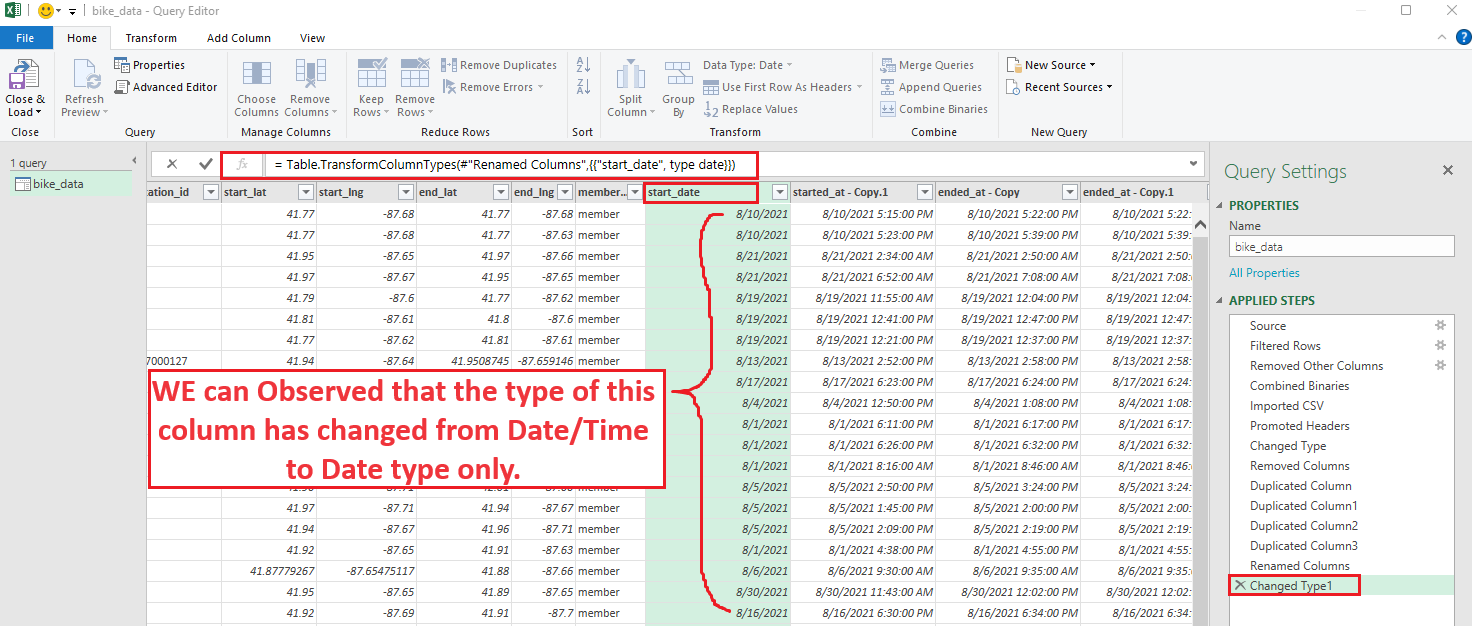 bike_data - Query Editor
File Home Transform Add Column View
Close & Load
Close
Refresh Preview
Properties
Advanced Editor
Query
Choose Columns
Remove Columns
Manage Columns
Keep Rows
Remove Rows
Remove Duplicates
Remove Errors
Reduce Rows
Sort
Split Column
Group By
Data Type: Date
Use First Row As Headers
Replace Values
Transform
Merge Queries
Append Queries
Combine Binaries
Combine
New Source
Recent Sources
New Query
1 query
bike_data
fx = Table.TransformColumnTypes(#"Renamed Columns",{{"start_date", type date}})
ation_id start_lat start_lng end_lat end_lng member... start_date started_at - Copy.1 ended_at - Copy ended_at - Copy.1
41.77 -87.68 41.77 -87.68 member 8/10/2021 8/10/2021 5:15:00 PM 8/10/2021 5:22:00 PM 8/10/2021 5:22:
41.77 -87.68 41.77 -87.63 member 8/10/2021 8/10/2021 5:23:00 PM 8/10/2021 5:39:00 PM 8/10/2021 5:39:
41.95 -87.65 41.97 -87.66 member 8/21/2021 8/21/2021 2:34:00 AM 8/21/2021 2:50:00 AM 8/21/2021 2:50:
41.97 -87.67 41.95 -87.65 member 8/21/2021 8/21/2021 6:52:00 AM 8/21/2021 7:08:00 AM 8/21/2021 7:08:
41.79 -87.6 41.77 -87.62 member 8/19/2021 8/19/2021 11:55:00 AM 8/19/2021 12:04:00 PM 8/19/2021 12:04:
41.81 -87.61 41.8 -87.6 member 8/19/2021 8/19/2021 12:41:00 PM 8/19/2021 12:47:00 PM 8/19/2021 12:47:
41.77 -87.62 41.81 -87.61 member 8/19/2021 8/19/2021 12:21:00 PM 8/19/2021 12:37:00 PM 8/19/2021 12:37:
7000127 41.94 -87.64 41.9508745 -87.659146 member 8/13/2021 8/13/2021 2:52:00 PM 8/13/2021 2:58:00 PM 8/13/2021 2:58:
8/17/2021 8/17/2021 6:23:00 PM 8/17/2021 6:24:00 PM 8/17/2021 6:24:
8/4/2021 8/4/2021 12:50:00 PM 8/4/2021 1:08:00 PM 8/4/2021 1:08:
8/1/2021 8/1/2021 6:11:00 PM 8/1/2021 6:17:00 PM 8/1/2021 6:17:
8/1/2021 8/1/2021 6:26:00 PM 8/1/2021 6:32:00 PM 8/1/2021 6:32:
8/1/2021 8/1/2021 8:16:00 AM 8/1/2021 8:46:00 AM 8/1/2021 8:46:
8/5/2021 8/5/2021 2:50:00 PM 8/5/2021 3:24:00 PM 8/5/2021 3:24:
41.97 -87.71 41.94 -87.67 member 8/5/2021 8/5/2021 1:45:00 PM 8/5/2021 2:00:00 PM 8/5/2021 2:00:
41.94 -87.67 41.96 -87.71 member 8/5/2021 8/5/2021 2:09:00 PM 8/5/2021 2:19:00 PM 8/5/2021 2:19:
41.92 -87.65 41.91 -87.63 member 8/1/2021 8/1/2021 4:38:00 PM 8/1/2021 4:55:00 PM 8/1/2021 4:55:
41.87779267 -87.65475117 41.88 -87.66 member 8/6/2021 8/6/2021 9:30:00 AM 8/6/2021 9:35:00 AM 8/6/2021 9:35:
41.95 -87.65 41.89 -87.65 member 8/30/2021 8/30/2021 11:43:00 AM 8/30/2021 12:02:00 PM 8/30/2021 12:02:
41.92 -87.69 41.91 -87.7 member 8/16/2021 8/16/2021 6:30:00 PM 8/16/2021 6:34:00 PM 8/16/2021 6:34:
WE can Observed that the type of this
column has changed from Date/Time
to Date type only.
Query Settings
PROPERTIES
Name
bike_data
All Properties
APPLIED STEPS
Source
Filtered Rows
Removed Other Columns
Combined Binaries
Imported CSV
Promoted Headers
Changed Type
Removed Columns
Duplicated Column
Duplicated Column1
Duplicated Column2
Duplicated Column3
Renamed Columns
Changed Type1